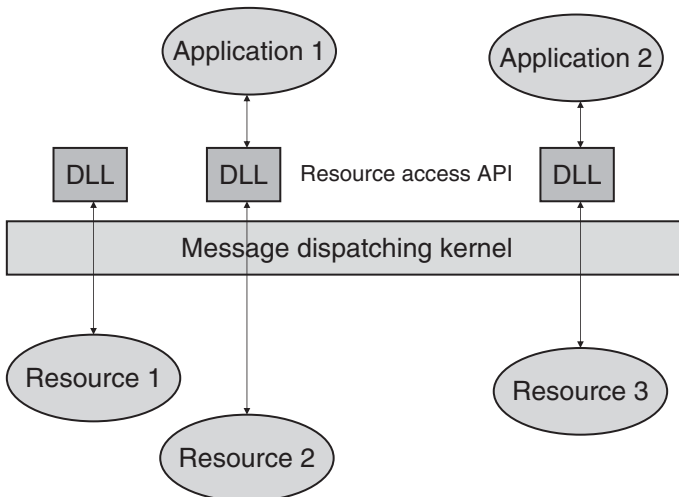 Application 1
Application 2
DLL
DLL
Resource access API
DLL
Message dispatching kernel
Resource 1
Resource 3
Resource 2